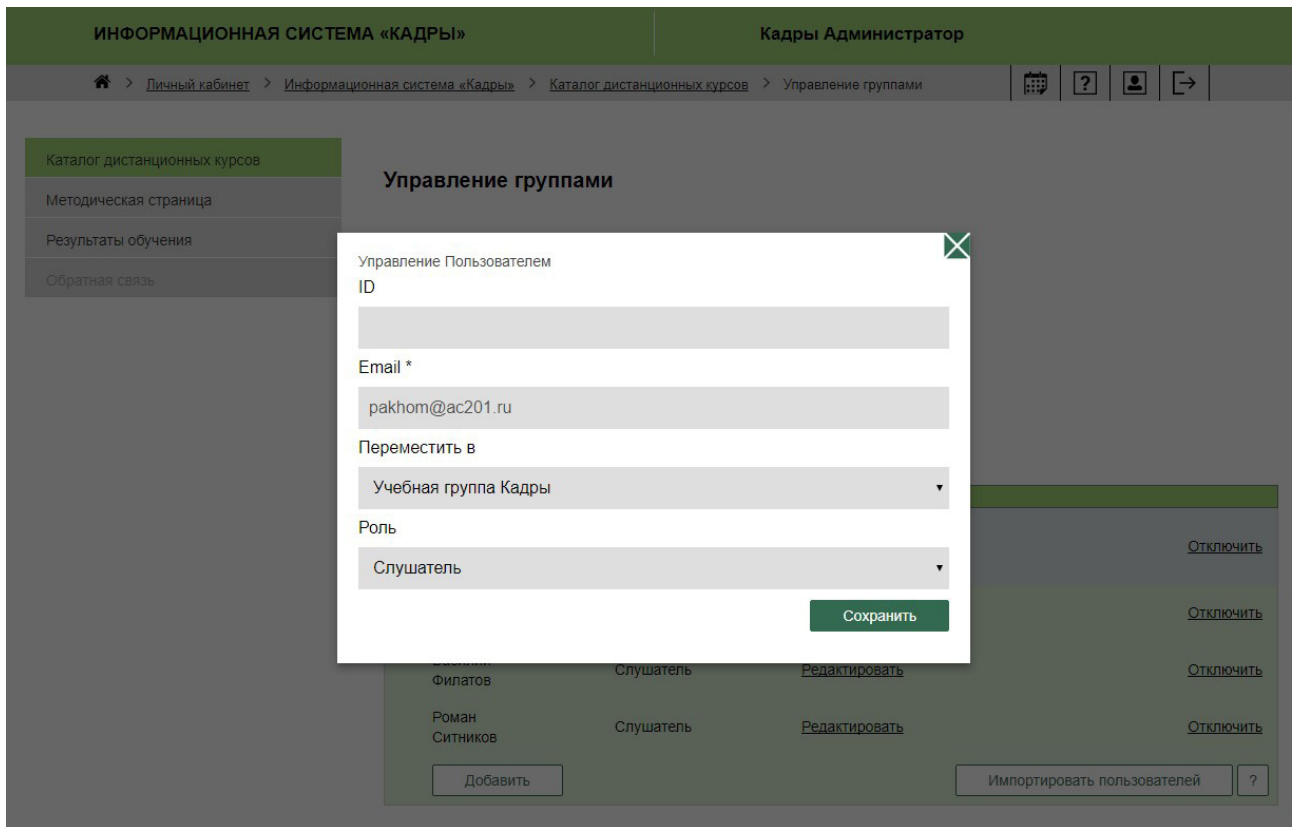 ИНФОРМАЦИОННАЯ СИСТЕМА «КАДРЫ»
Кадры Администратор
> Личный кабинет > Информационная система «Кадры» > Каталог дистанционных курсов > Управление группами
?
Каталог дистанционных курсов
Методическая страница
Результаты обучения
Обратная связь
Управление группами
Управление Пользователем
ID
Email *
pakhom@ac201.ru
Переместить в
Учебная группа Кадры
Роль
Слушатель
Сохранить
Отключить
Отключить
Филатов
Слушатель
Редактировать
Отключить
Роман
Ситников
Слушатель
Редактировать
Отключить
Добавить
Импортировать пользователей
?